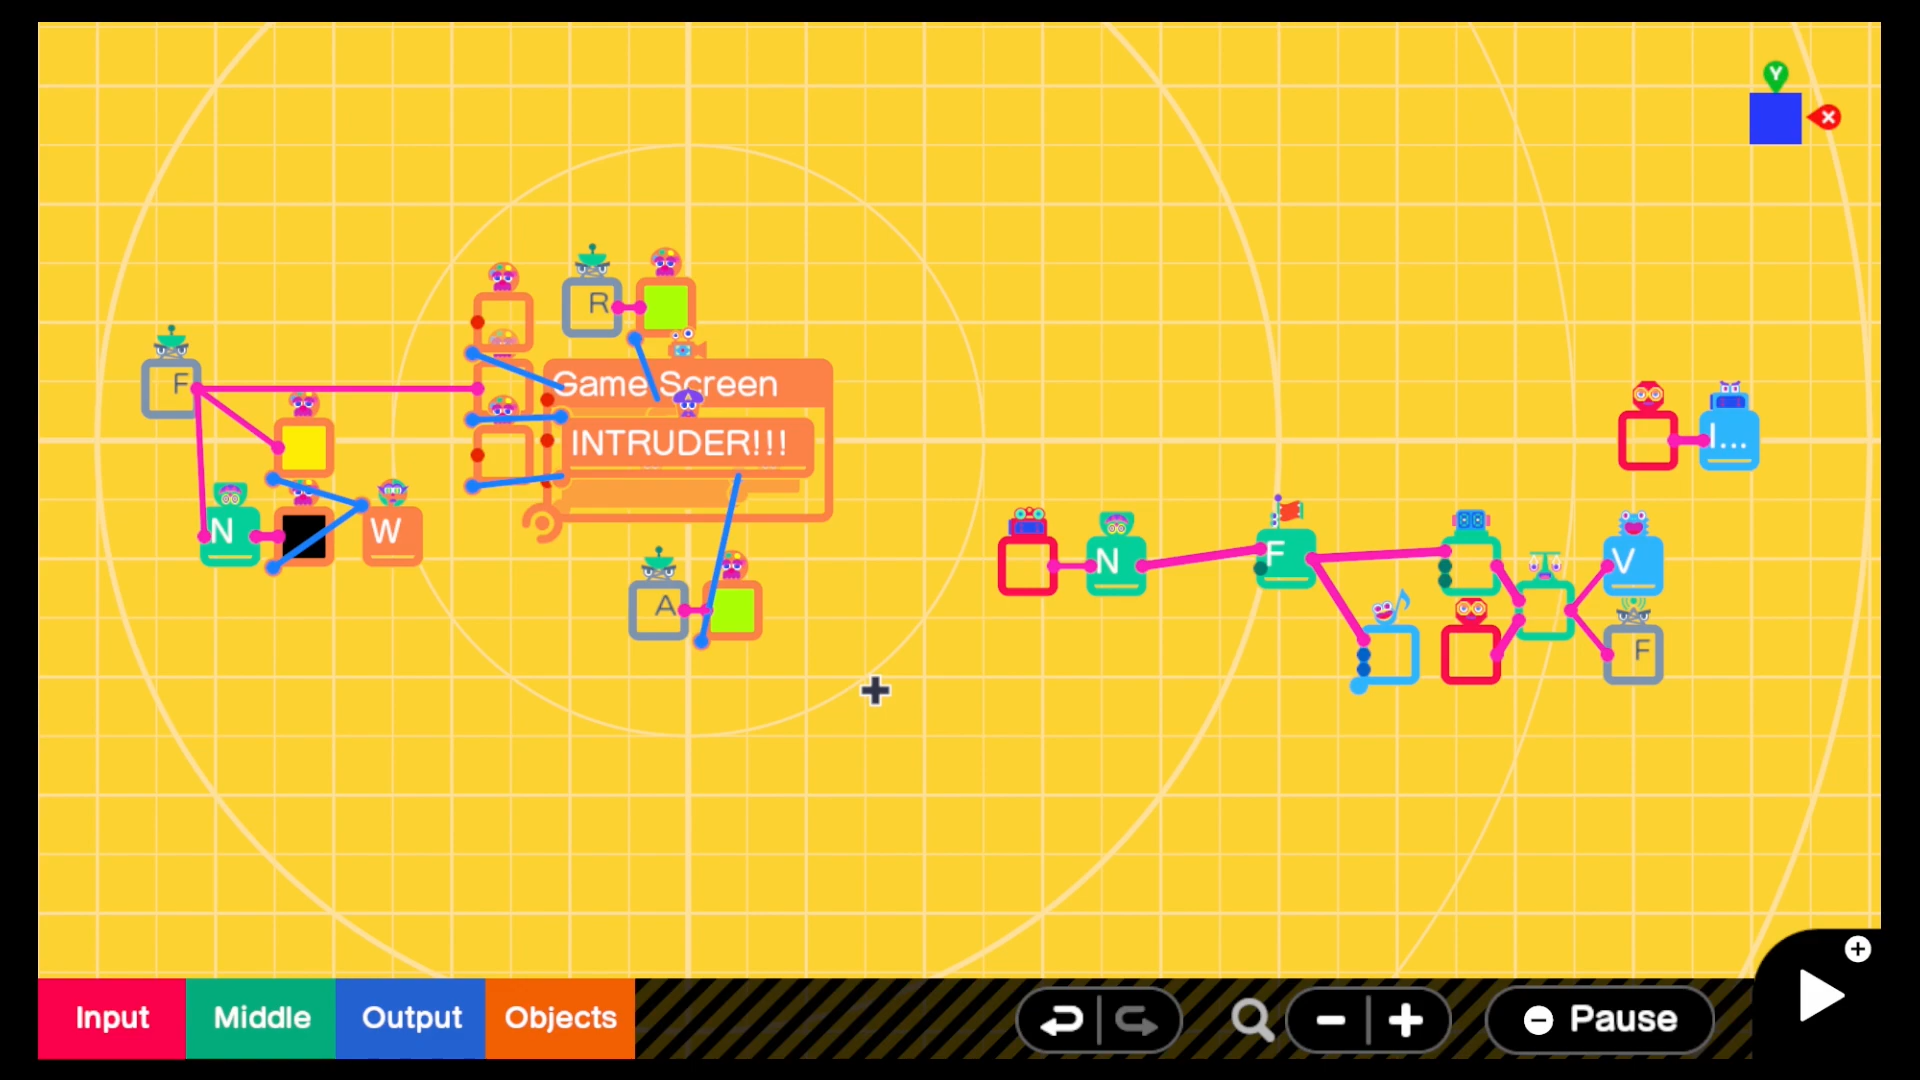 Y
X
R
F
Game Screen
INTRUDER!!!
I...
N
W
N
F
V
A
F
Input
Middle
Output
Objects
Pause